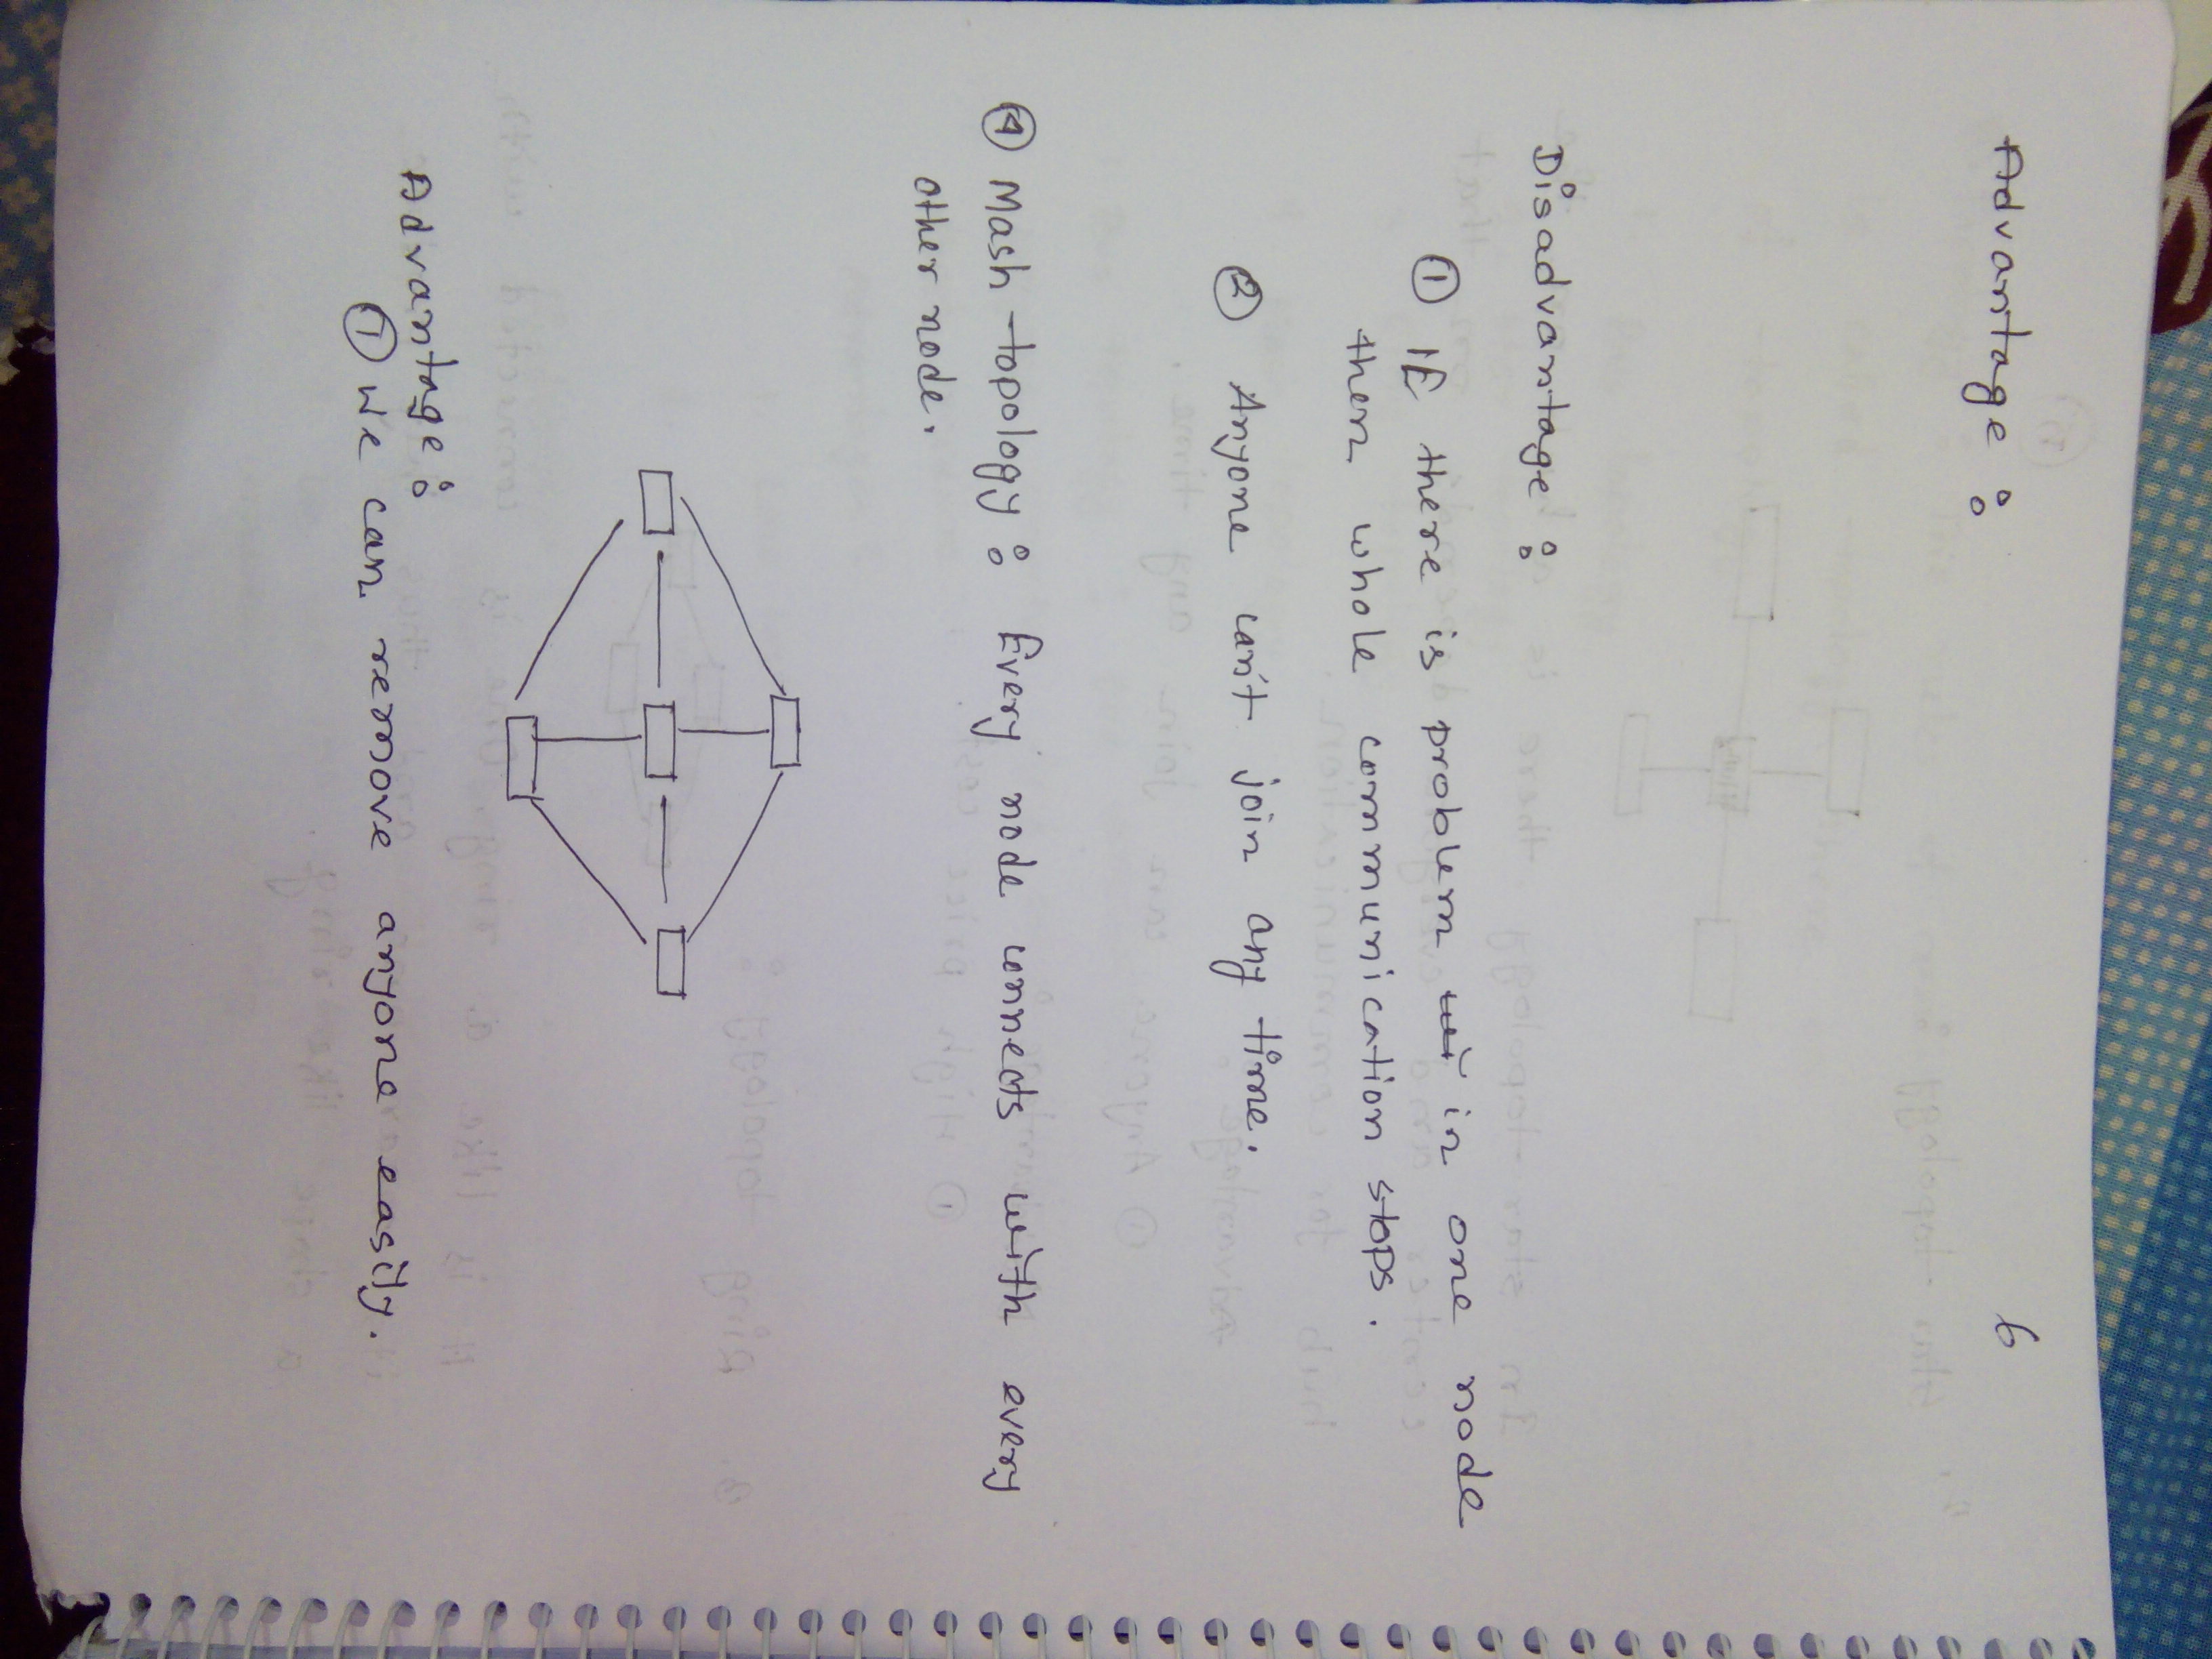 6
Advantage :
Disadvantage :
① If there is problem in one node
then whole communication stops.
② Anyone can't join any time.
④ Mash topology : Every node connects with every
other node.
Advantage :
① We can remove anyone easily.